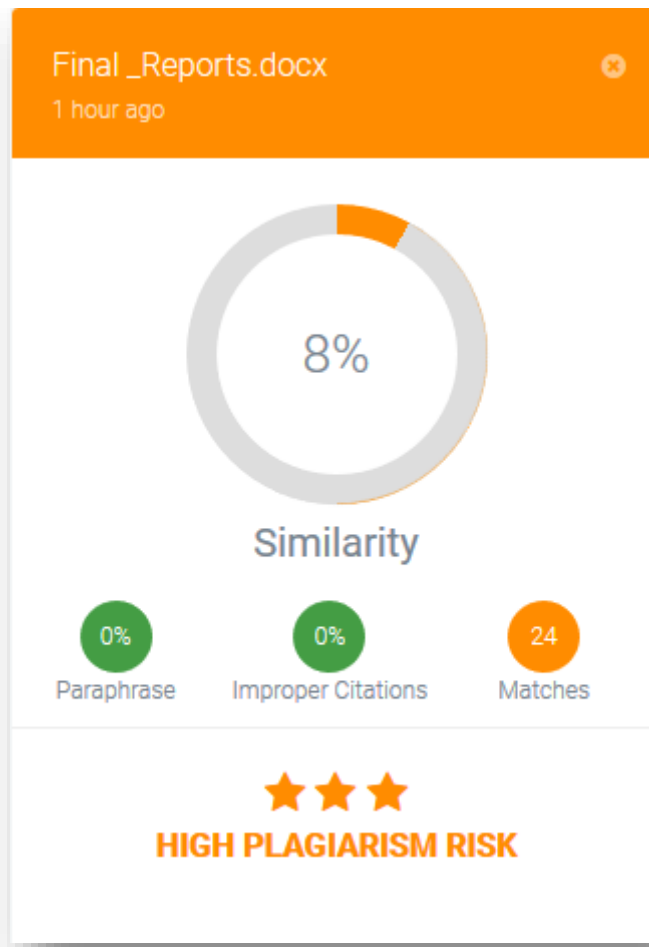 Final _Reports.docx
1 hour ago
8%
Similarity
0% 0% 24
Paraphrase Improper Citations Matches
HIGH PLAGIARISM RISK